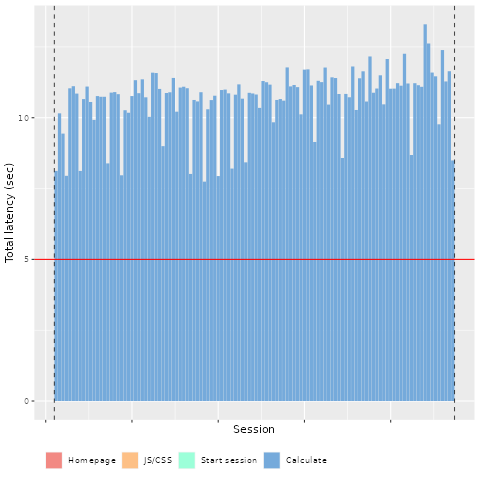 Total latency (sec)
10
5
0
Session
Homepage
JS/CSS
Start session
Calculate